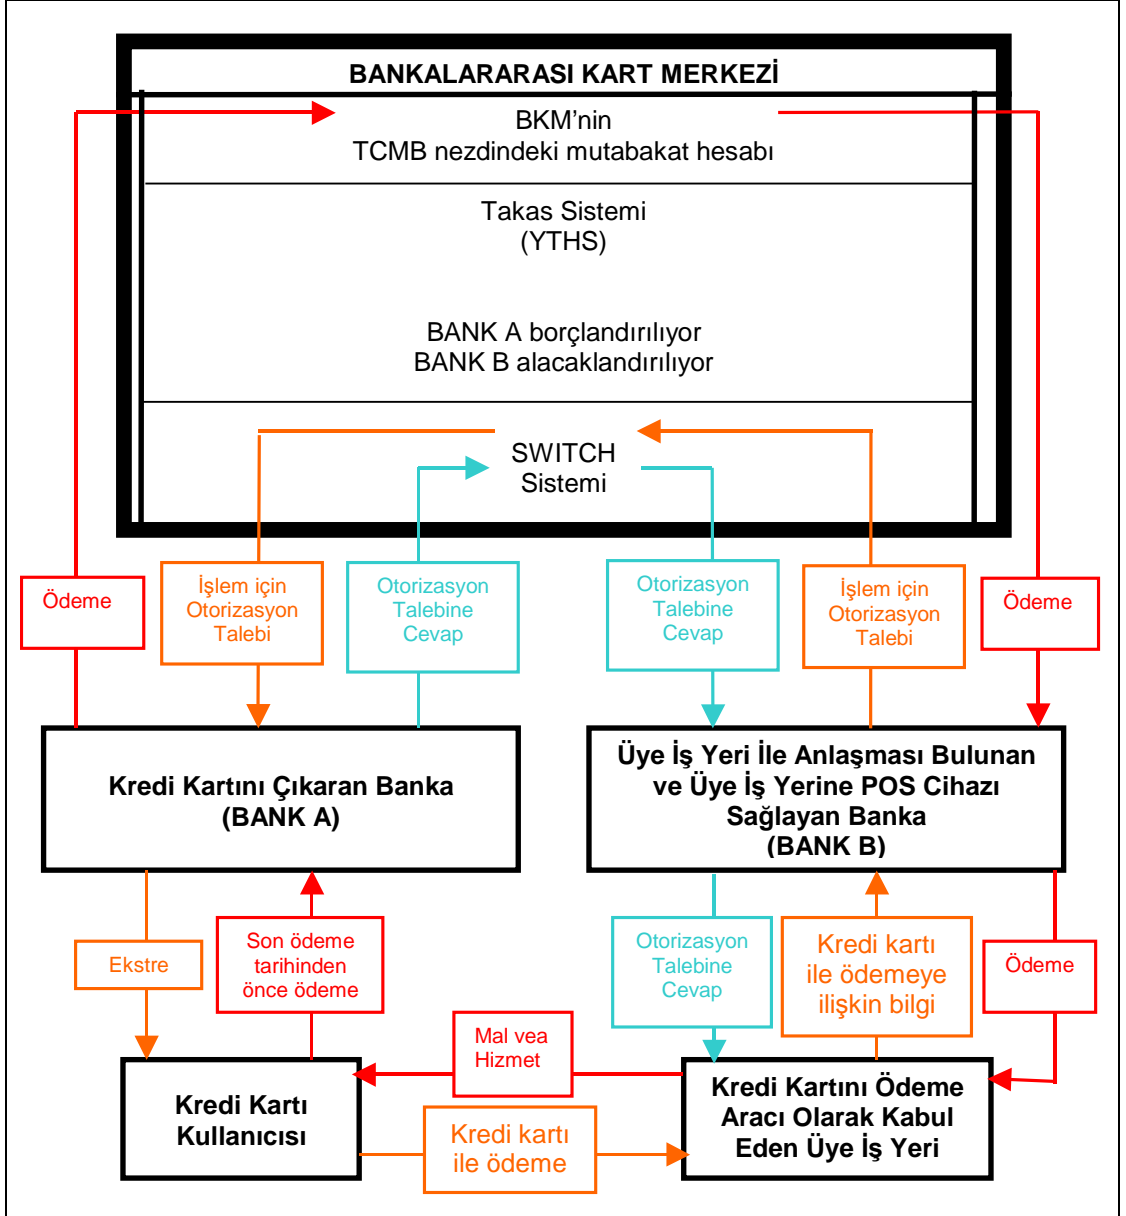 BANKALARARASI KART MERKEZİ
BKM'nin
TCMB nezdindeki mutabakat hesabı
Takas Sistemi
(YTHS)
BANK A borçlandırılıyor
BANK B alacaklandırılıyor
SWITCH
Sistemi
Ödeme
İşlem için
Otorizasyon
Talebi
Otorizasyon
Talebine
Cevap
Otorizasyon
Talebine
Cevap
İşlem için
Otorizasyon
Talebi
Ödeme
Kredi Kartını Çıkaran Banka
(BANK A)
Üye İş Yeri İle Anlaşması Bulunan
ve Üye İş Yerine POS Cihazı
Sağlayan Banka
(BANK B)
Ekstre
Son ödeme
tarihinden
önce ödeme
Otorizasyon
Talebine
Cevap
Kredi kartı
ile ödemeye
ilişkin bilgi
Ödeme
Mal vea
Hizmet
Kredi Kartı
Kullanıcısı
Kredi kartı
ile ödeme
Kredi Kartını Ödeme
Aracı Olarak Kabul
Eden Üye İş Yeri